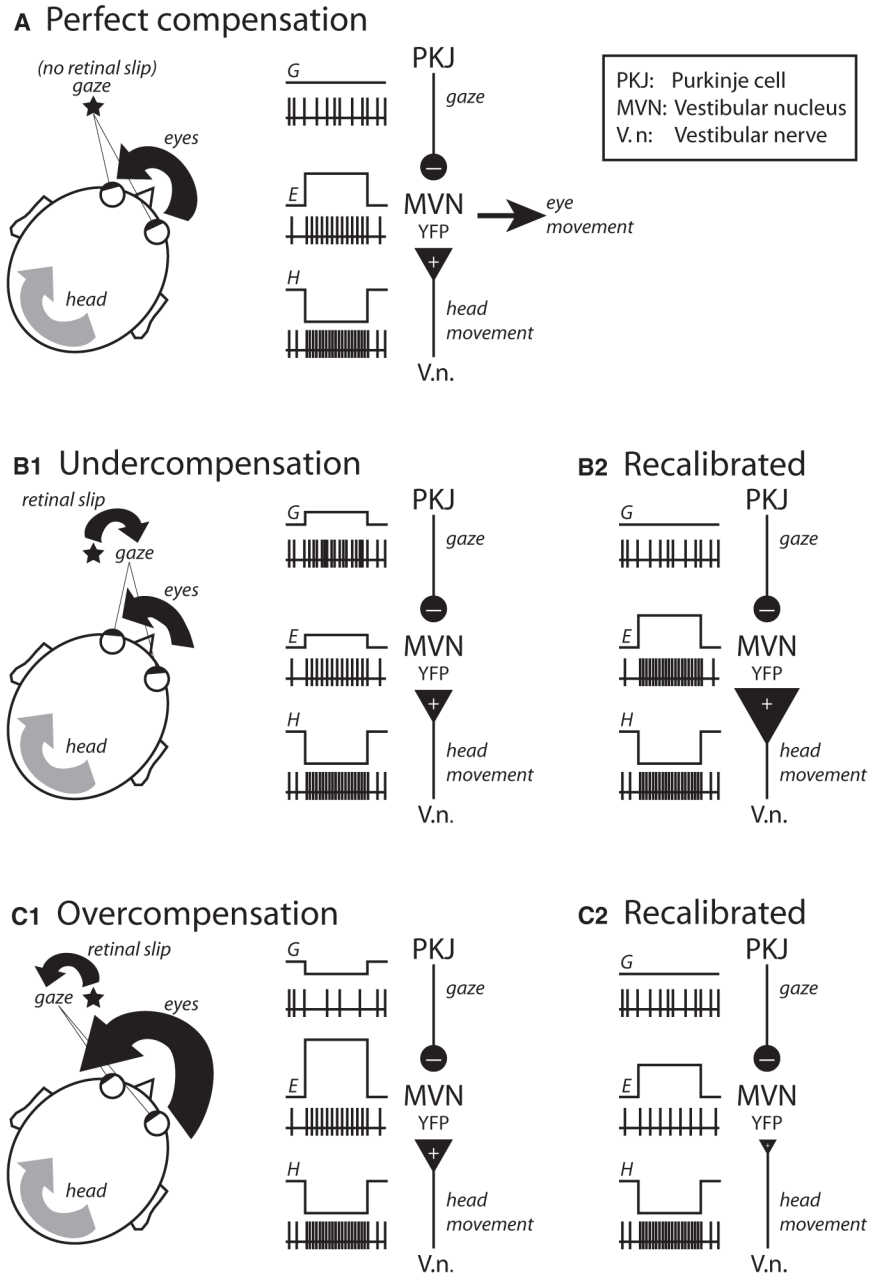 A Perfect compensation
(no retinal slip)
gaze
eyes
head
G
E
H
PKJ
gaze
−
MVN
YFP
+
eye
movement
head
movement
V.n.
PKJ: Purkinje cell
MVN: Vestibular nucleus
V. n: Vestibular nerve
B1 Undercompensation
retinal slip
gaze
eyes
head
G
E
H
PKJ
gaze
−
MVN
YFP
+
head
movement
V.n.
B2 Recalibrated
G
E
H
PKJ
gaze
−
MVN
YFP
+
head
movement
V.n.
C1 Overcompensation
retinal slip
gaze
eyes
head
G
E
H
PKJ
gaze
−
MVN
YFP
+
head
movement
V.n.
C2 Recalibrated
G
E
H
PKJ
gaze
−
MVN
YFP
+
head
movement
V.n.